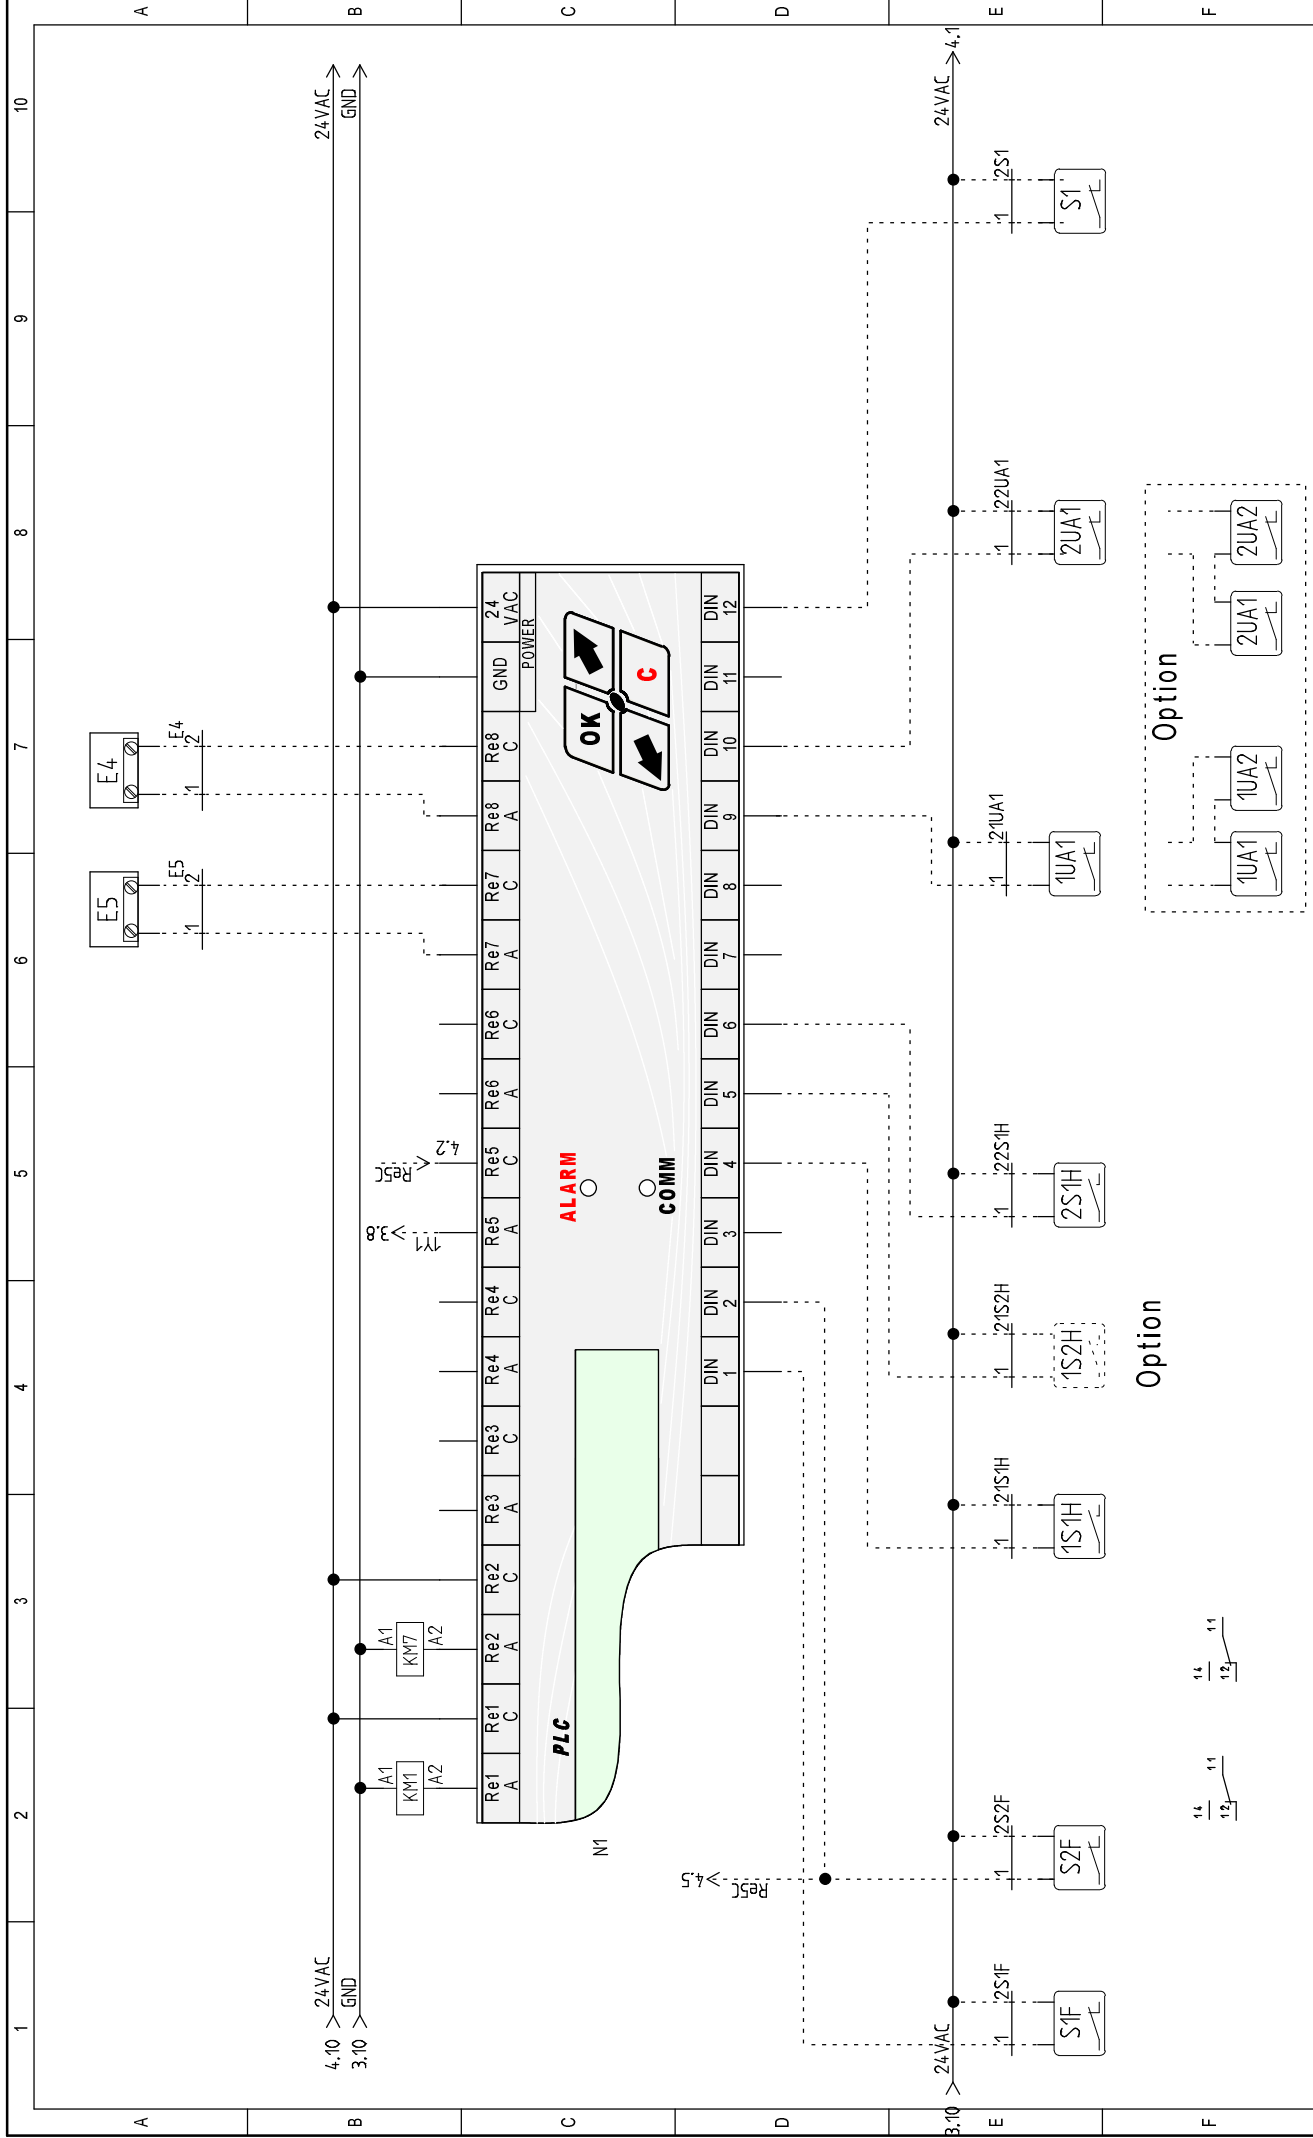 1 2 3 4 5 6 7 8 9 10
A
A
E5
E4
1 2 E5
1 2 E4
B
B
4.10 24VAC
24VAC
3.10 GND
GND
A1 KM1 A2
A1 KM7 A2
3.8 1Y1
Re5C 4.2
C
C
Re1 A
Re1 C
Re2 A
Re2 C
Re3 A
Re3 C
Re4 A
Re4 C
Re5 A
Re5 C
Re6 A
Re6 C
Re7 A
Re7 C
Re8 A
Re8 C
GND
24 VAC
POWER
N1
PLC
ALARM
COMM
OK
C
DIN 1
DIN 2
DIN 3
DIN 4
DIN 5
DIN 6
DIN 7
DIN 8
DIN 9
DIN 10
DIN 11
DIN 12
D
D
4.5 Re5C
E
E
3.10 24VAC
24VAC 4.1
1 2S1F
1 2S2F
1 21S1H
1 21S2H
1 22S1H
1 21UA1
1 22UA1
1 2S1
S1F
S2F
1S1H
1S2H
2S1H
1UA1
2UA1
S1
Option
Option
F
F
14 12 11
14 12 11
1UA1
1UA2
2UA1
2UA2